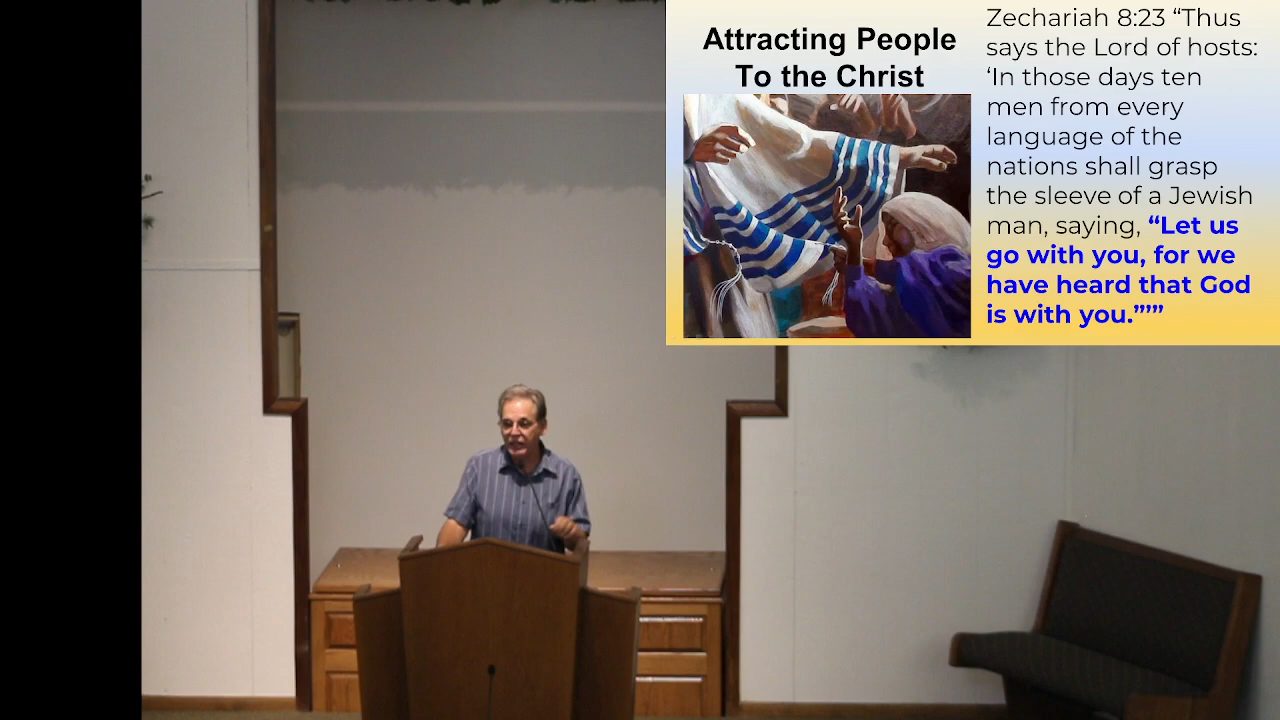 Attracting People
To the Christ
Zechariah 8:23 “Thus
says the Lord of hosts:
‘In those days ten
men from every
language of the
nations shall grasp
the sleeve of a Jewish
man, saying, “Let us
go with you, for we
have heard that God
is with you.”’”